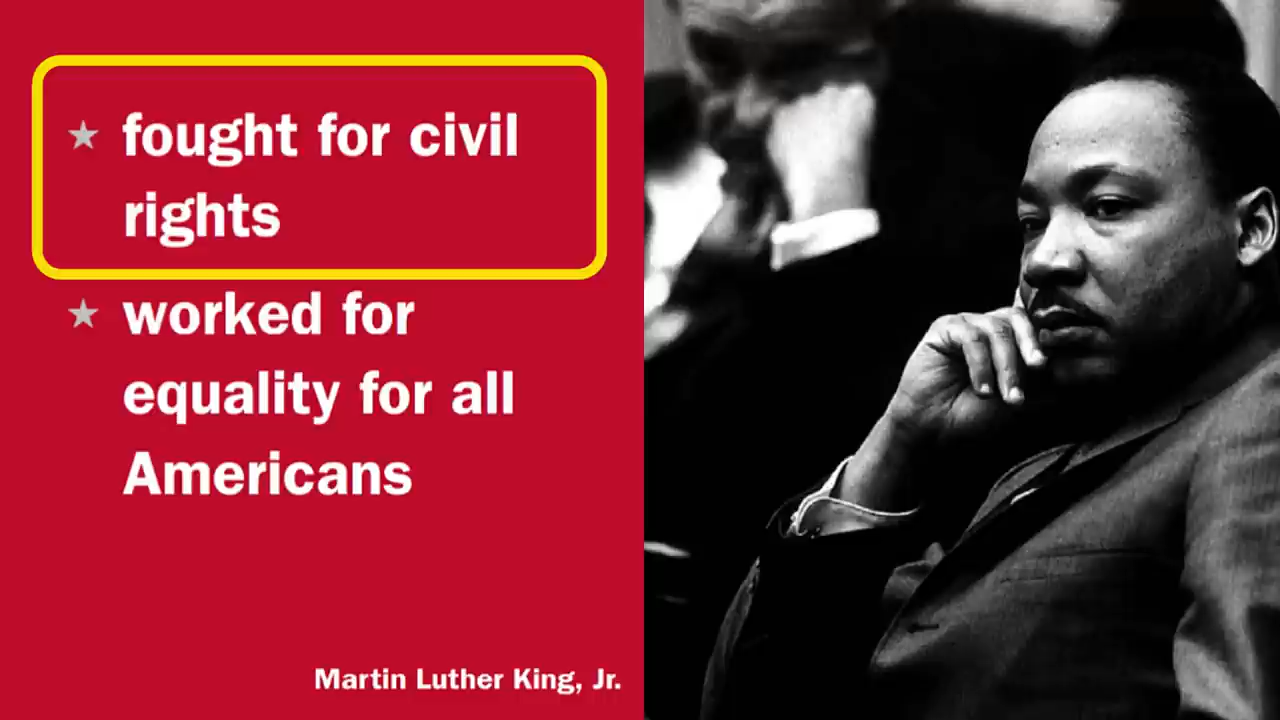 fought for civil
rights
worked for
equality for all
Americans
Martin Luther King, Jr.